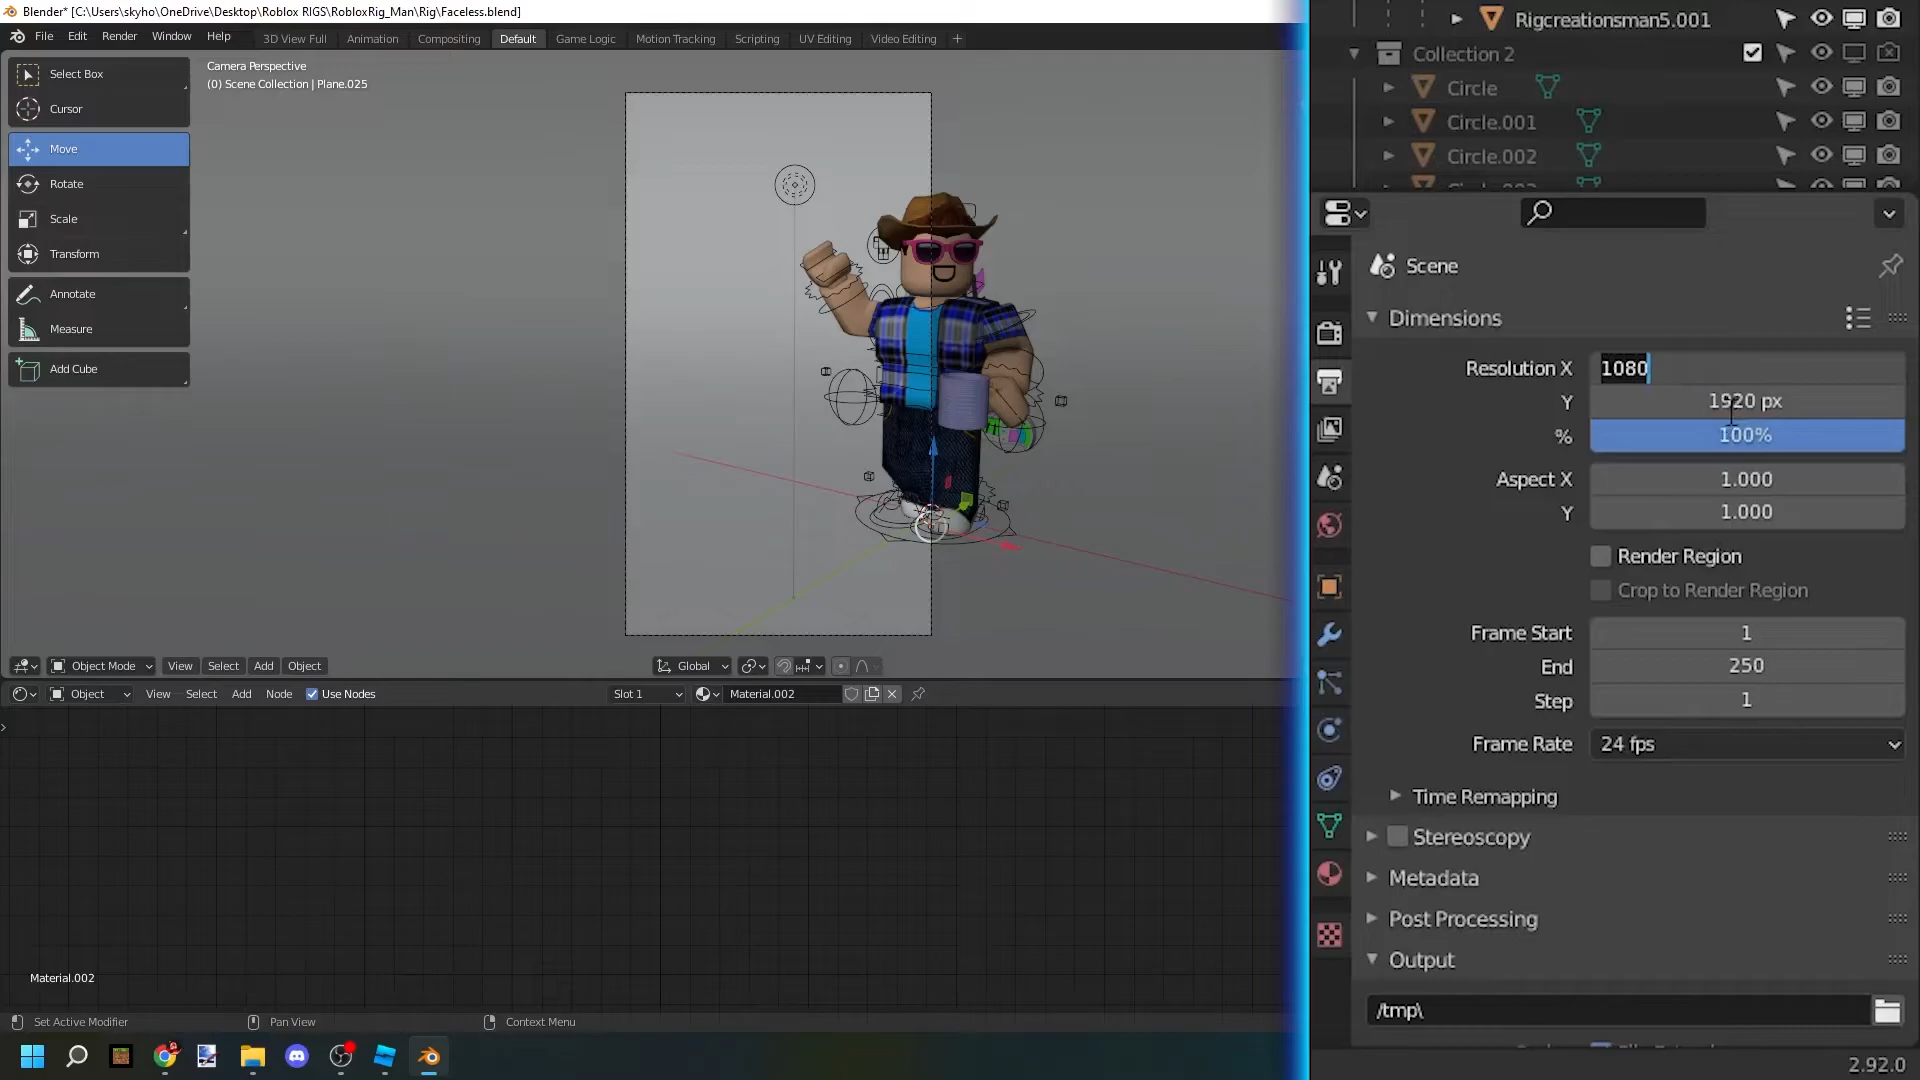 Blender* [C:\Users\skyho\OneDrive\Desktop\Roblox RIGS\RobloxRig_Man\Rig\Faceless.blend]
File Edit Render Window Help 3D View Full Animation Compositing Default Game Logic Motion Tracking Scripting UV Editing Video Editing +
Select Box
Cursor
Move
Rotate
Scale
Transform
Annotate
Measure
Add Cube
Camera Perspective
(0) Scene Collection | Plane.025
Object Mode View Select Add Object Global
Object View Select Add Node Use Nodes Slot 1 Material.002
Material.002
Set Active Modifier Pan View Context Menu
Rigcreationsman5.001
Collection 2
Circle
Circle.001
Circle.002
Scene
Dimensions
Resolution X 1080
Y 1920 px
% 100%
Aspect X 1.000
Y 1.000
Render Region
Crop to Render Region
Frame Start 1
End 250
Step 1
Frame Rate 24 fps
Time Remapping
Stereoscopy
Metadata
Post Processing
Output
/tmp\
2.92.0